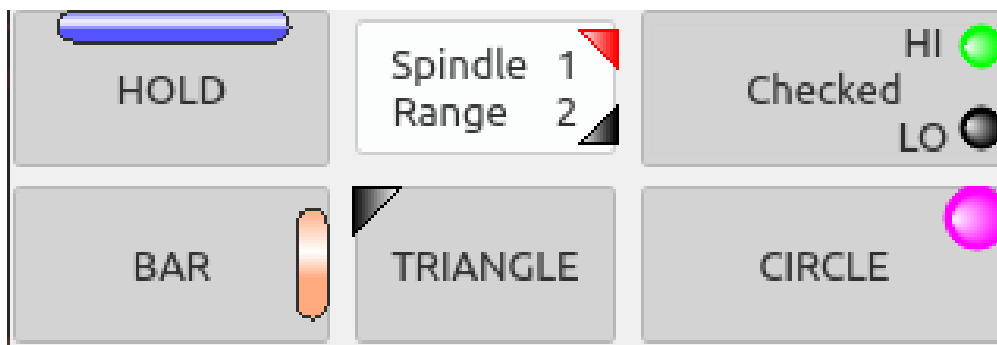 HOLD
Spindle 1
Range 2
HI
Checked
LO
BAR
TRIANGLE
CIRCLE